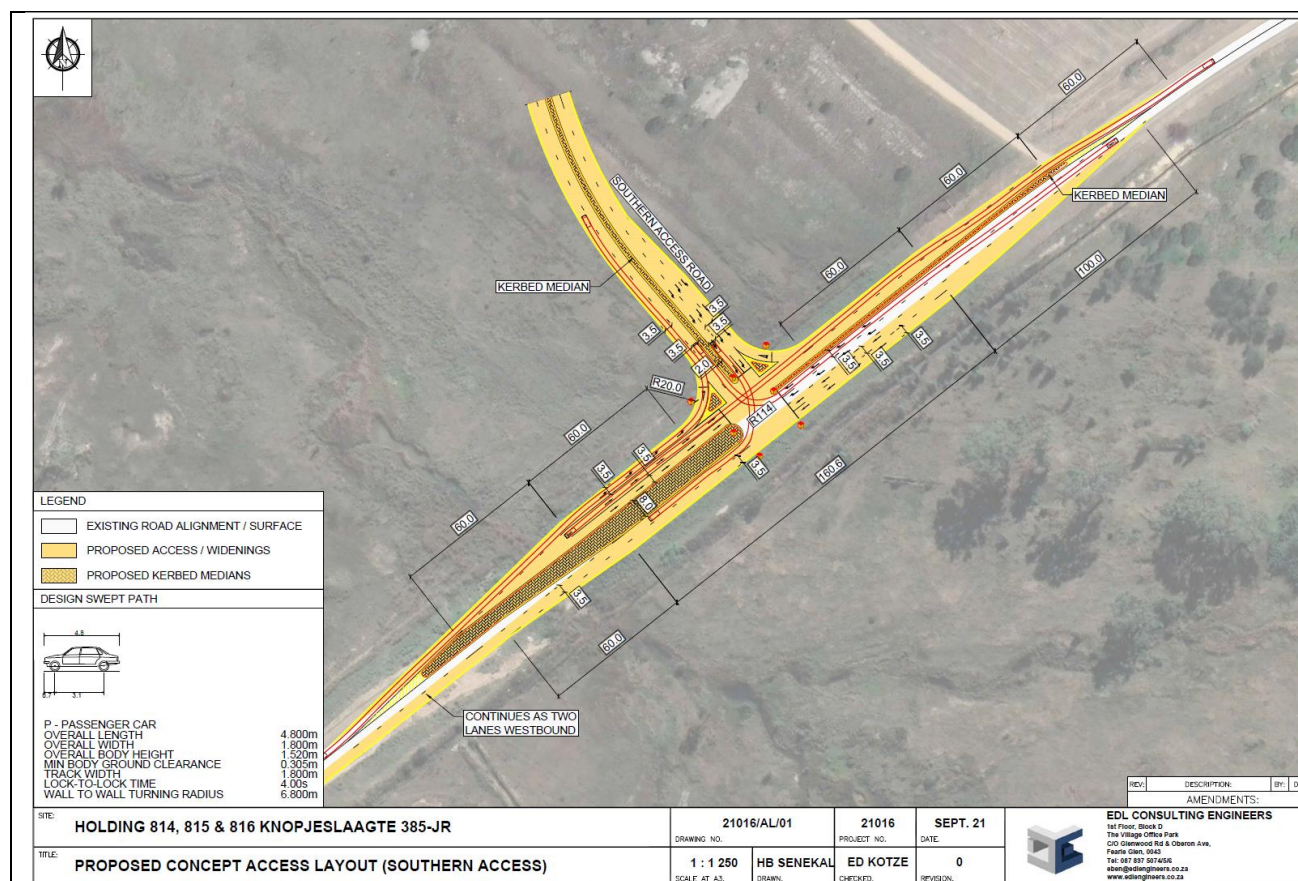 60.0
60.0
KERBED MEDIAN
SOUTHERN ACCESS ROAD
60.0
100.0
KERBED MEDIAN
3.5
3.5
3.5
3.5
2.0
3.5
3.5
3.5
R20.0
R114
60.0
3.5
3.5
3.5
160.6
8.0
60.0
3.5
60.0
CONTINUES AS TWO
LANES WESTBOUND
LEGEND
EXISTING ROAD ALIGNMENT / SURFACE
PROPOSED ACCESS / WIDENINGS
PROPOSED KERBED MEDIANS
DESIGN SWEPT PATH
4.8
3.1
P - PASSENGER CAR
OVERALL LENGTH 4.800m
OVERALL WIDTH 1.800m
OVERALL BODY HEIGHT 1.520m
MIN BODY GROUND CLEARANCE 0.305m
TRACK WIDTH 1.800m
LOCK-TO-LOCK TIME 4.00s
WALL TO WALL TURNING RADIUS 6.800m
REV: DESCRIPTION: BY: D
AMENDMENTS:
SITE: HOLDING 814, 815 & 816 KNOPJESLAAGTE 385-JR
TITLE: PROPOSED CONCEPT ACCESS LAYOUT (SOUTHERN ACCESS)
21016/AL/01
DRAWING NO.
21016
PROJECT NO.
SEPT. 21
DATE.
1 : 1 250
SCALE AT A3.
HB SENEKAL
DRAWN.
ED KOTZE
CHECKED.
0
REVISION.
EDL CONSULTING ENGINEERS
1st Floor, Block D
The Village Office Park
C/O Glenwood Rd & Oberon Ave,
Faerie Glen, 0043
Tel: 087 897 5074/5/6
eben@edlengineers.co.za
www.edlengineers.co.za